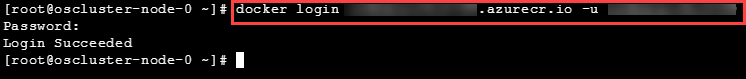 [root@oscluster-node-0 ~]# docker login .azurecr.io -u
Password:
Login Succeeded
[root@oscluster-node-0 ~]#